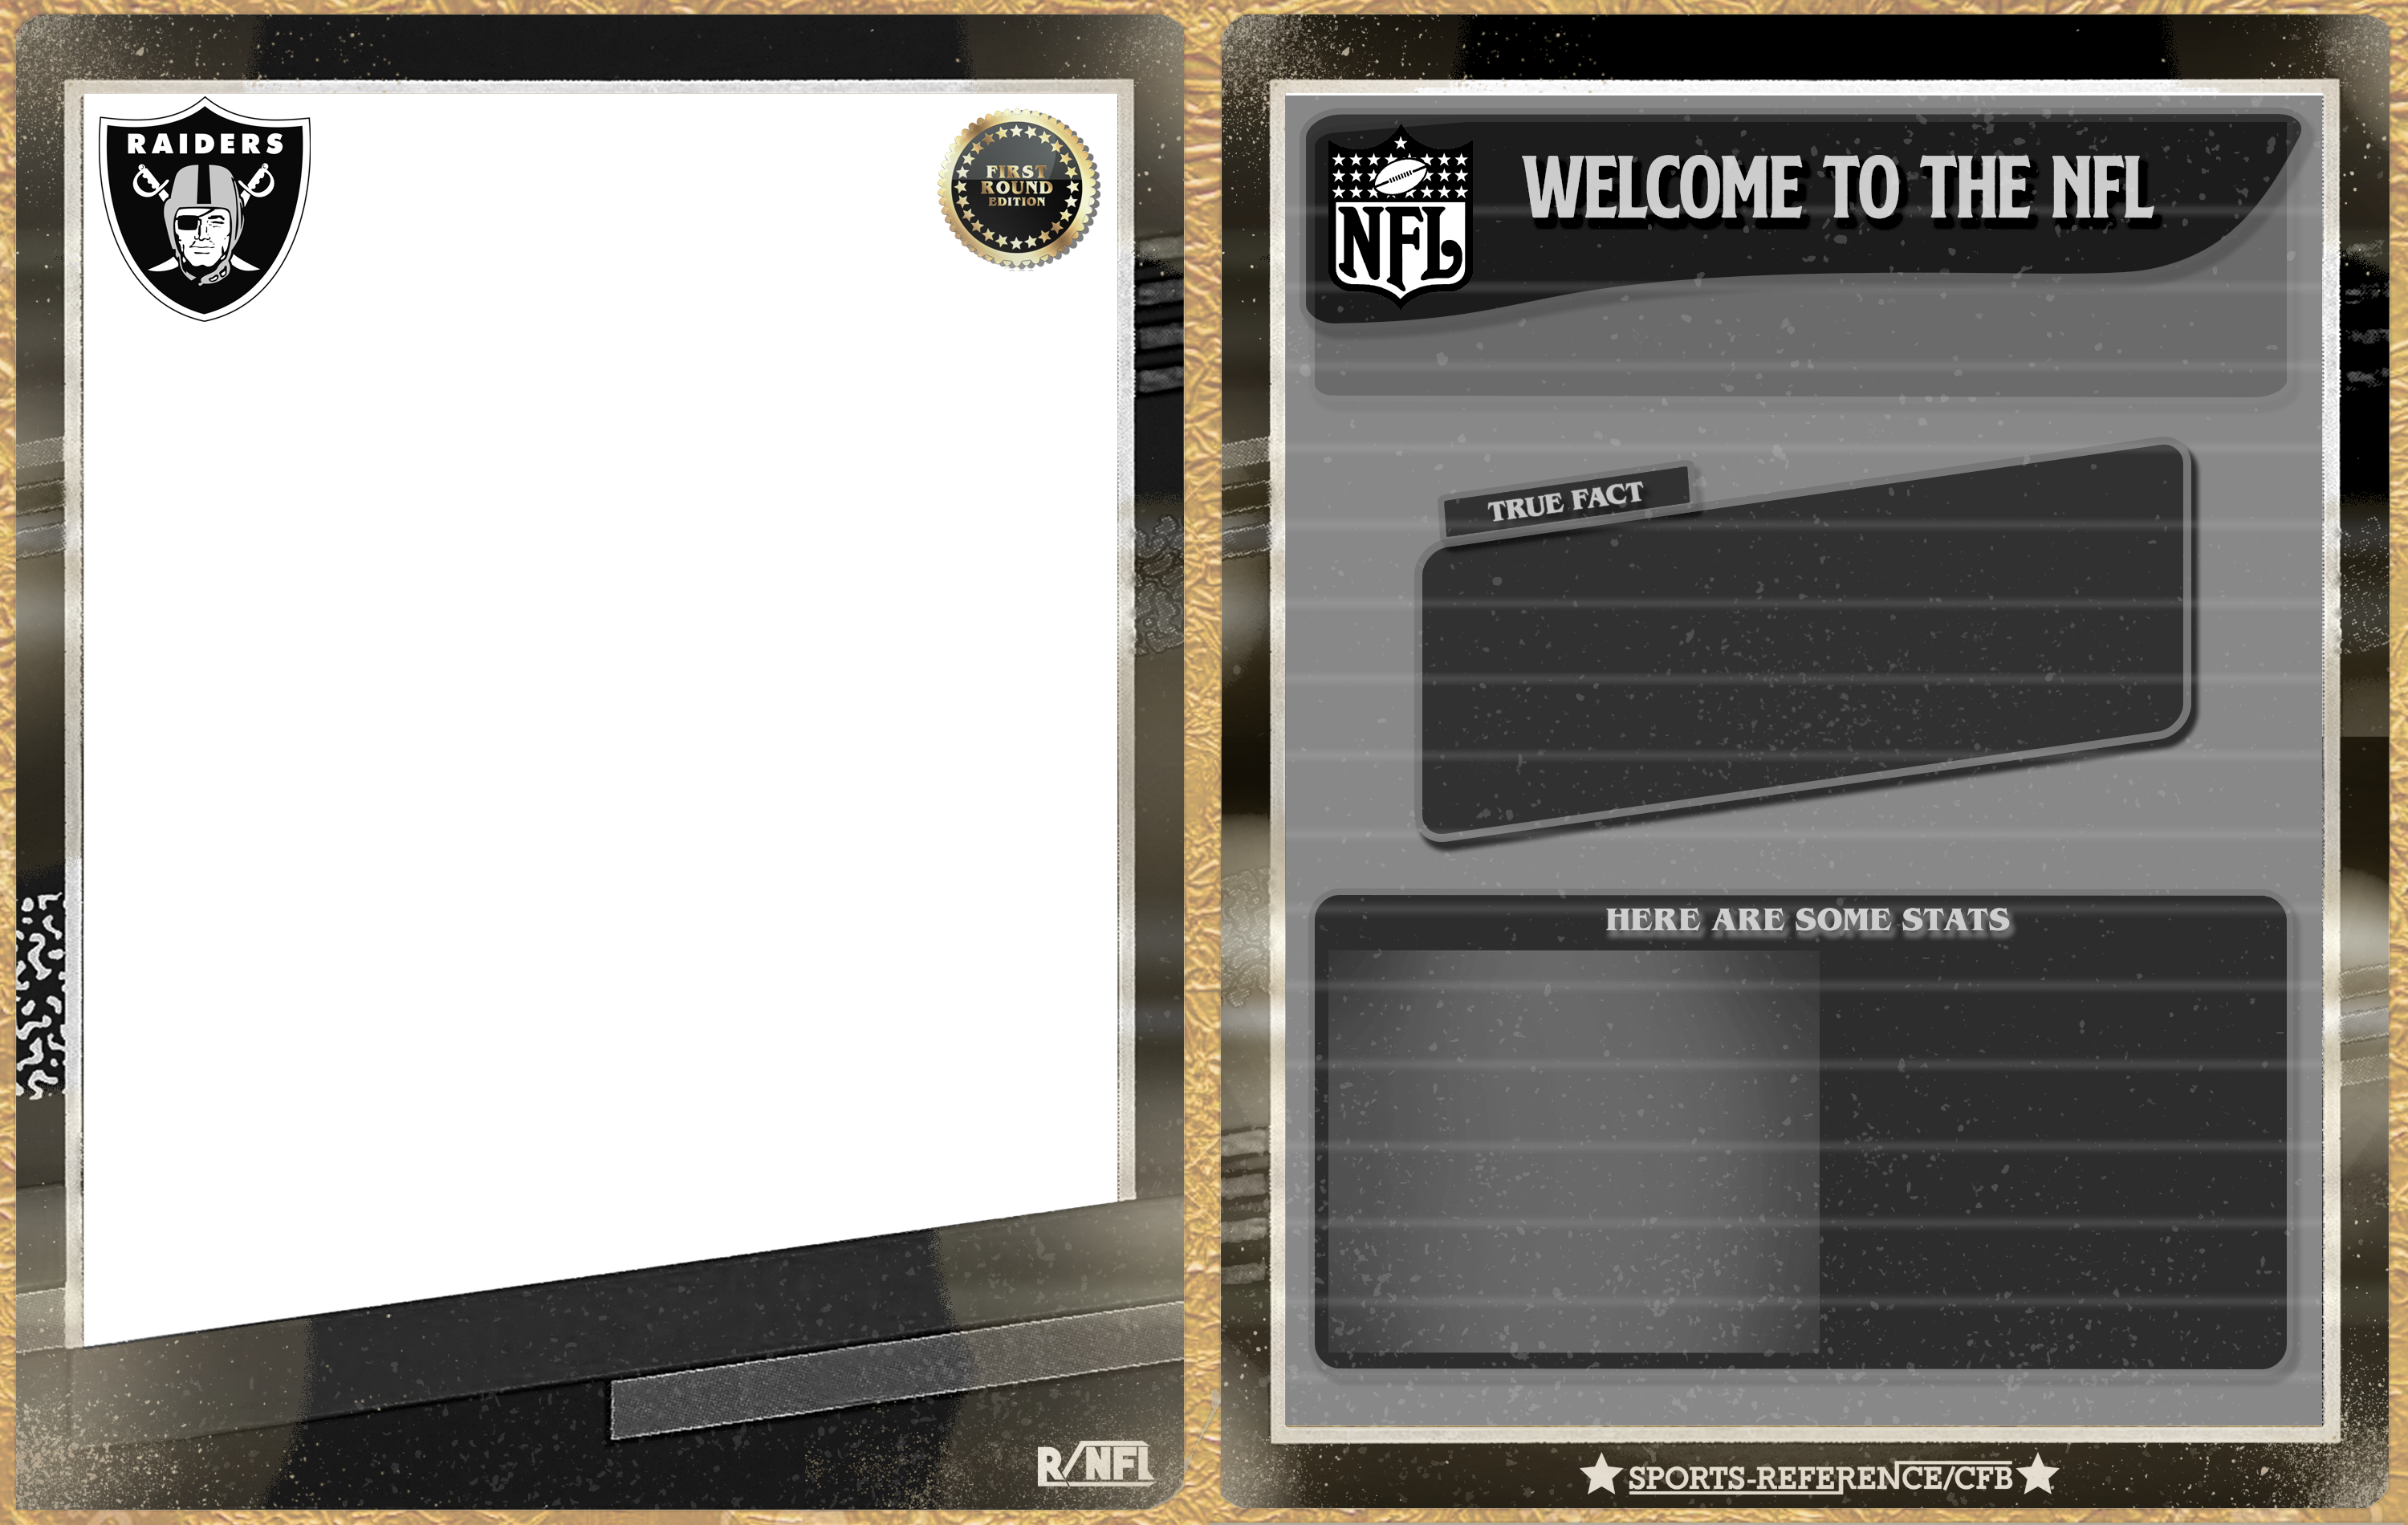 RAIDERS
FIRST
ROUND
EDITION
R/NFL
NFL
WELCOME TO THE NFL
TRUE FACT
HERE ARE SOME STATS
SPORTS-REFERENCE/CFB